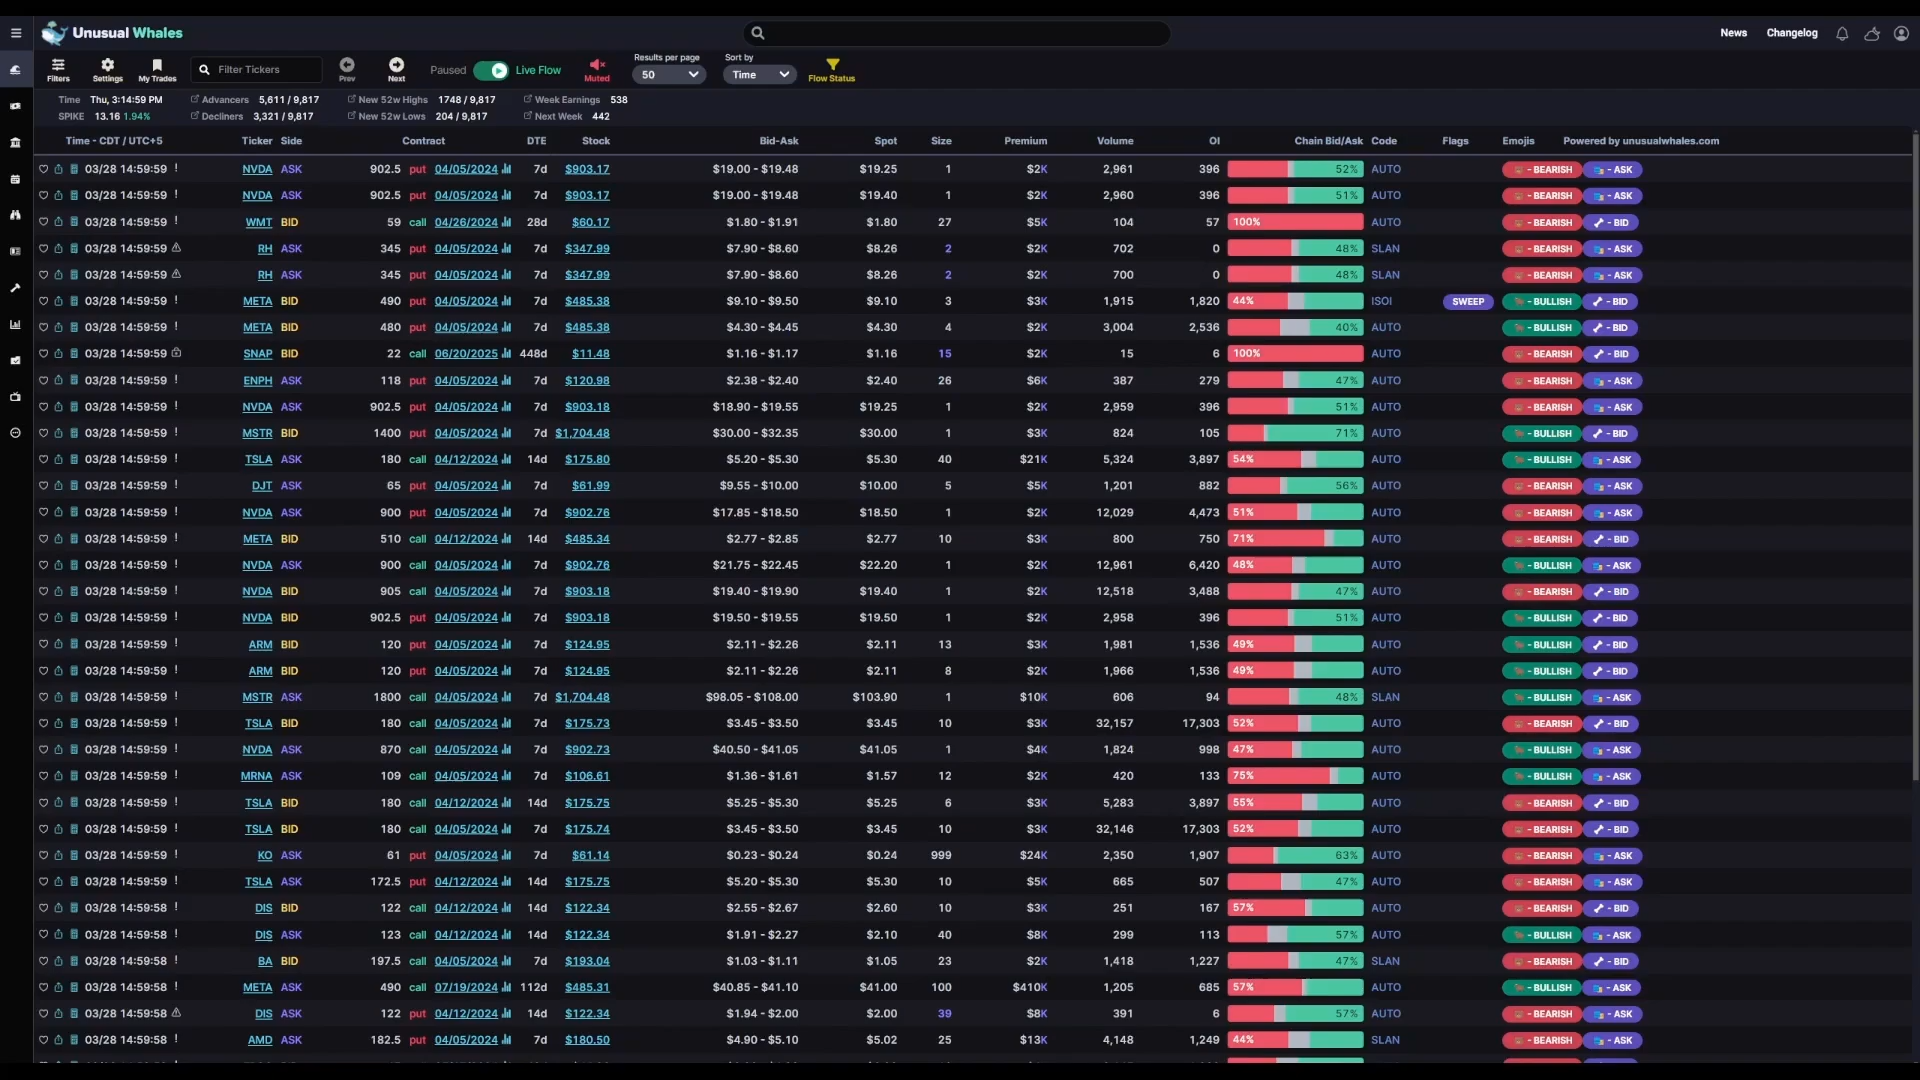 Unusual Whales
News Changelog
Filters Settings My Trades Filter Tickers Prev Next Paused Live Flow Muted Results per page 50 Sort by Time Flow Status
Time Thu, 3:14:59 PM Advancers 5,611 / 9,817 New 52w Highs 1748 / 9,817 Week Earnings 538
SPIKE 13.16 1.94% Decliners 3,321 / 9,817 New 52w Lows 204 / 9,817 Next Week 442
Time - CDT / UTC+5 Ticker Side Contract DTE Stock Bid-Ask Spot Size Premium Volume OI Chain Bid/Ask Code Flags Emojis Powered by unusualwhales.com
03/28 14:59:59 ! NVDA ASK 902.5 put 04/05/2024 7d $903.17 $19.00 - $19.48 $19.25 1 $2K 2,961 396 52% AUTO - BEARISH - ASK
03/28 14:59:59 ! NVDA ASK 902.5 put 04/05/2024 7d $903.17 $19.00 - $19.48 $19.40 1 $2K 2,960 396 51% AUTO - BEARISH - ASK
03/28 14:59:59 ! WMT BID 59 call 04/26/2024 28d $60.17 $1.80 - $1.91 $1.80 27 $5K 104 57 100% AUTO - BEARISH - BID
03/28 14:59:59 RH ASK 345 put 04/05/2024 7d $347.99 $7.90 - $8.60 $8.26 2 $2K 702 0 48% SLAN - BEARISH - ASK
03/28 14:59:59 RH ASK 345 put 04/05/2024 7d $347.99 $7.90 - $8.60 $8.26 2 $2K 700 0 48% SLAN - BEARISH - ASK
03/28 14:59:59 ! META BID 490 put 04/05/2024 7d $485.38 $9.10 - $9.50 $9.10 3 $3K 1,915 1,820 44% ISOI SWEEP - BULLISH - BID
03/28 14:59:59 ! META BID 480 put 04/05/2024 7d $485.38 $4.30 - $4.45 $4.30 4 $2K 3,004 2,536 40% AUTO - BULLISH - BID
03/28 14:59:59 SNAP BID 22 call 06/20/2025 448d $11.48 $1.16 - $1.17 $1.16 15 $2K 15 6 100% AUTO - BEARISH - BID
03/28 14:59:59 ! ENPH ASK 118 put 04/05/2024 7d $120.98 $2.38 - $2.40 $2.40 26 $6K 387 279 47% AUTO - BEARISH - ASK
03/28 14:59:59 ! NVDA ASK 902.5 put 04/05/2024 7d $903.18 $18.90 - $19.55 $19.25 1 $2K 2,959 396 51% AUTO - BEARISH - ASK
03/28 14:59:59 ! MSTR BID 1400 put 04/05/2024 7d $1,704.48 $30.00 - $32.35 $30.00 1 $3K 824 105 71% AUTO - BULLISH - BID
03/28 14:59:59 ! TSLA ASK 180 call 04/12/2024 14d $175.80 $5.20 - $5.30 $5.30 40 $21K 5,324 3,897 54% AUTO - BULLISH - ASK
03/28 14:59:59 ! DJT ASK 65 put 04/05/2024 7d $61.99 $9.55 - $10.00 $10.00 5 $5K 1,201 882 56% AUTO - BEARISH - ASK
03/28 14:59:59 ! NVDA ASK 900 put 04/05/2024 7d $902.76 $17.85 - $18.50 $18.50 1 $2K 12,029 4,473 51% AUTO - BEARISH - ASK
03/28 14:59:59 ! META BID 510 call 04/12/2024 14d $485.34 $2.77 - $2.85 $2.77 10 $3K 800 750 71% AUTO - BEARISH - BID
03/28 14:59:59 ! NVDA ASK 900 call 04/05/2024 7d $902.76 $21.75 - $22.45 $22.20 1 $2K 12,961 6,420 48% AUTO - BULLISH - ASK
03/28 14:59:59 ! NVDA BID 905 call 04/05/2024 7d $903.18 $19.40 - $19.90 $19.40 1 $2K 12,518 3,488 47% AUTO - BEARISH - BID
03/28 14:59:59 ! NVDA BID 902.5 put 04/05/2024 7d $903.18 $19.50 - $19.55 $19.50 1 $2K 2,958 396 51% AUTO - BULLISH - BID
03/28 14:59:59 ! ARM BID 120 put 04/05/2024 7d $124.95 $2.11 - $2.26 $2.11 13 $3K 1,981 1,536 49% AUTO - BULLISH - BID
03/28 14:59:59 ! ARM BID 120 put 04/05/2024 7d $124.95 $2.11 - $2.26 $2.11 8 $2K 1,966 1,536 49% AUTO - BULLISH - BID
03/28 14:59:59 ! MSTR ASK 1800 call 04/05/2024 7d $1,704.48 $98.05 - $108.00 $103.90 1 $10K 606 94 48% SLAN - BULLISH - ASK
03/28 14:59:59 ! TSLA BID 180 call 04/05/2024 7d $175.73 $3.45 - $3.50 $3.45 10 $3K 32,157 17,303 52% AUTO - BEARISH - BID
03/28 14:59:59 ! NVDA ASK 870 call 04/05/2024 7d $902.73 $40.50 - $41.05 $41.05 1 $4K 1,824 998 47% AUTO - BULLISH - ASK
03/28 14:59:59 ! MRNA ASK 109 call 04/05/2024 7d $106.61 $1.36 - $1.61 $1.57 12 $2K 420 133 75% AUTO - BULLISH - ASK
03/28 14:59:59 ! TSLA BID 180 call 04/12/2024 14d $175.75 $5.25 - $5.30 $5.25 6 $3K 5,283 3,897 55% AUTO - BEARISH - BID
03/28 14:59:59 ! TSLA BID 180 call 04/05/2024 7d $175.74 $3.45 - $3.50 $3.45 10 $3K 32,146 17,303 52% AUTO - BEARISH - BID
03/28 14:59:59 ! KO ASK 61 put 04/05/2024 7d $61.14 $0.23 - $0.24 $0.24 999 $24K 2,350 1,907 63% AUTO - BEARISH - ASK
03/28 14:59:59 ! TSLA ASK 172.5 put 04/12/2024 14d $175.75 $5.20 - $5.30 $5.30 10 $5K 665 507 47% AUTO - BEARISH - ASK
03/28 14:59:58 ! DIS BID 122 call 04/12/2024 14d $122.34 $2.55 - $2.67 $2.60 10 $3K 251 167 57% AUTO - BEARISH - BID
03/28 14:59:58 ! DIS ASK 123 call 04/12/2024 14d $122.34 $1.91 - $2.27 $2.10 40 $8K 299 113 57% AUTO - BULLISH - ASK
03/28 14:59:58 ! BA BID 197.5 call 04/05/2024 7d $193.04 $1.03 - $1.11 $1.05 23 $2K 1,418 1,227 47% SLAN - BEARISH - BID
03/28 14:59:58 ! META ASK 490 call 07/19/2024 112d $485.31 $40.85 - $41.10 $41.00 100 $410K 1,205 685 57% AUTO - BULLISH - ASK
03/28 14:59:58 DIS ASK 122 put 04/12/2024 14d $122.34 $1.94 - $2.00 $2.00 39 $8K 391 6 57% AUTO - BEARISH - ASK
03/28 14:59:58 ! AMD ASK 182.5 put 04/05/2024 7d $180.50 $4.90 - $5.10 $5.02 25 $13K 4,148 1,249 44% SLAN - BEARISH - ASK